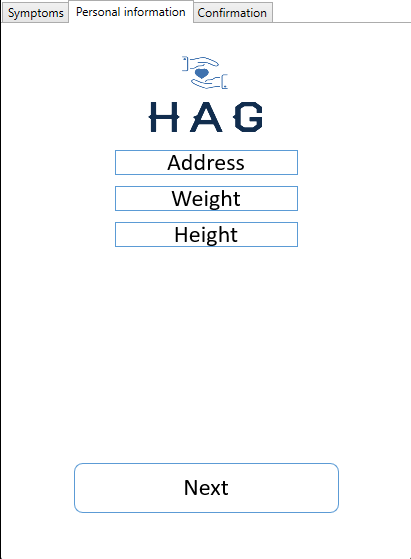 Symptoms Personal information Confirmation
HAG
Address
Weight
Height
Next